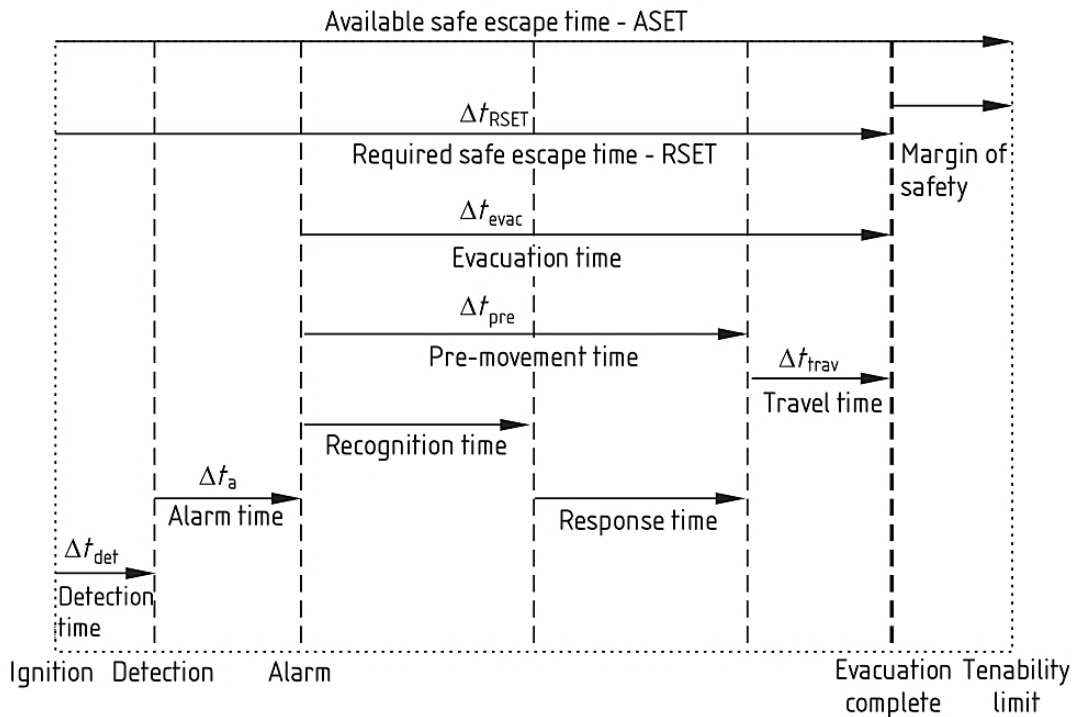 Available safe escape time - ASET
Δt_RSET
Required safe escape time - RSET
Margin of
safety
Δt_evac
Evacuation time
Δt_pre
Pre-movement time
Δt_trav
Travel time
Recognition time
Δt_a
Alarm time
Response time
Δt_det
Detection
time
Ignition Detection Alarm Evacuation Tenability
complete limit